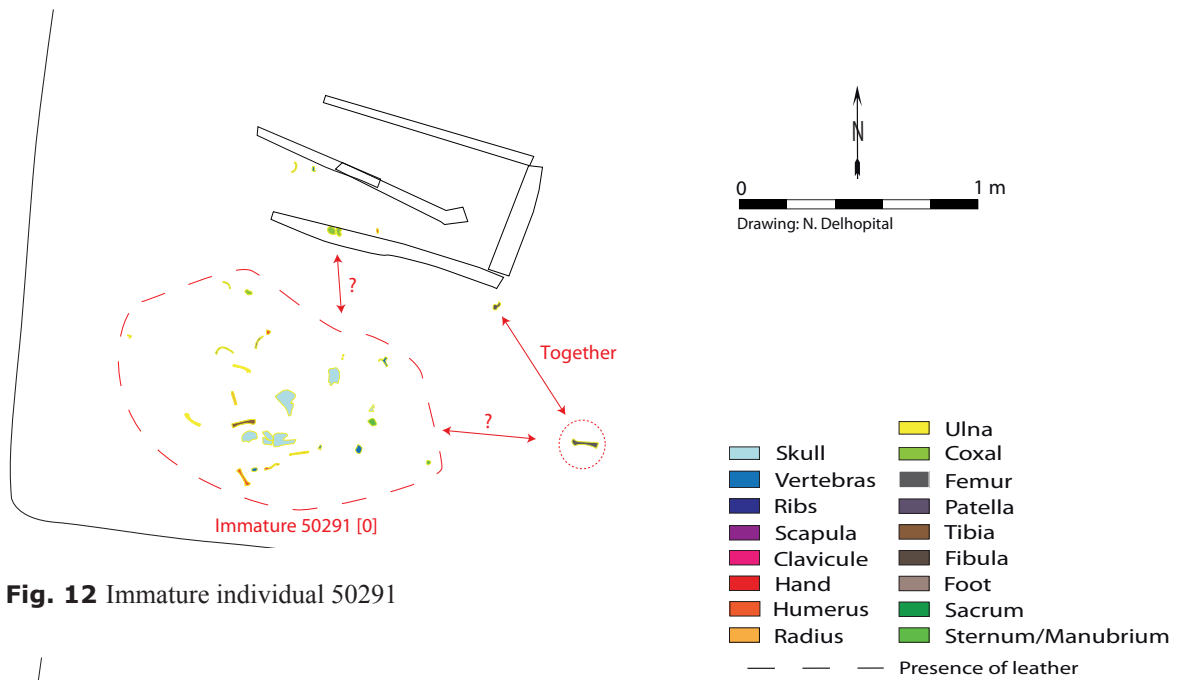 N
0
1 m
Drawing: N. Delhopital
?
Together
?
Immature 50291 [0]
Fig. 12 Immature individual 50291
Skull
Vertebras
Ribs
Scapula
Clavicule
Hand
Humerus
Radius
Ulna
Coxal
Femur
Patella
Tibia
Fibula
Foot
Sacrum
Sternum/Manubrium
Presence of leather